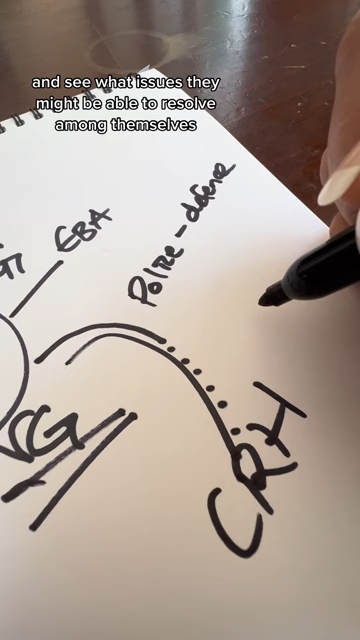 and see what issues they
might be able to resolve
among themselves
EBA
Police - defence
CRH